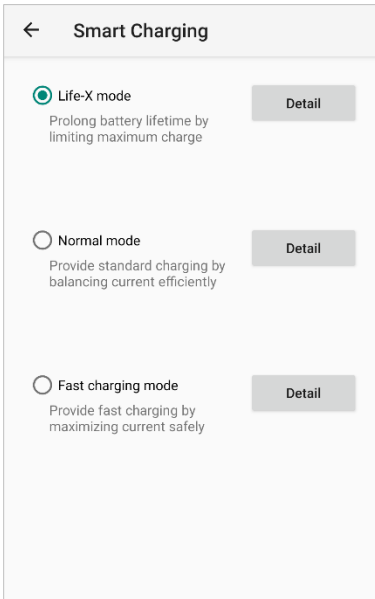 Smart Charging
Life-X mode
Detail
Prolong battery lifetime by
limiting maximum charge
Normal mode
Detail
Provide standard charging by
balancing current efficiently
Fast charging mode
Detail
Provide fast charging by
maximizing current safely